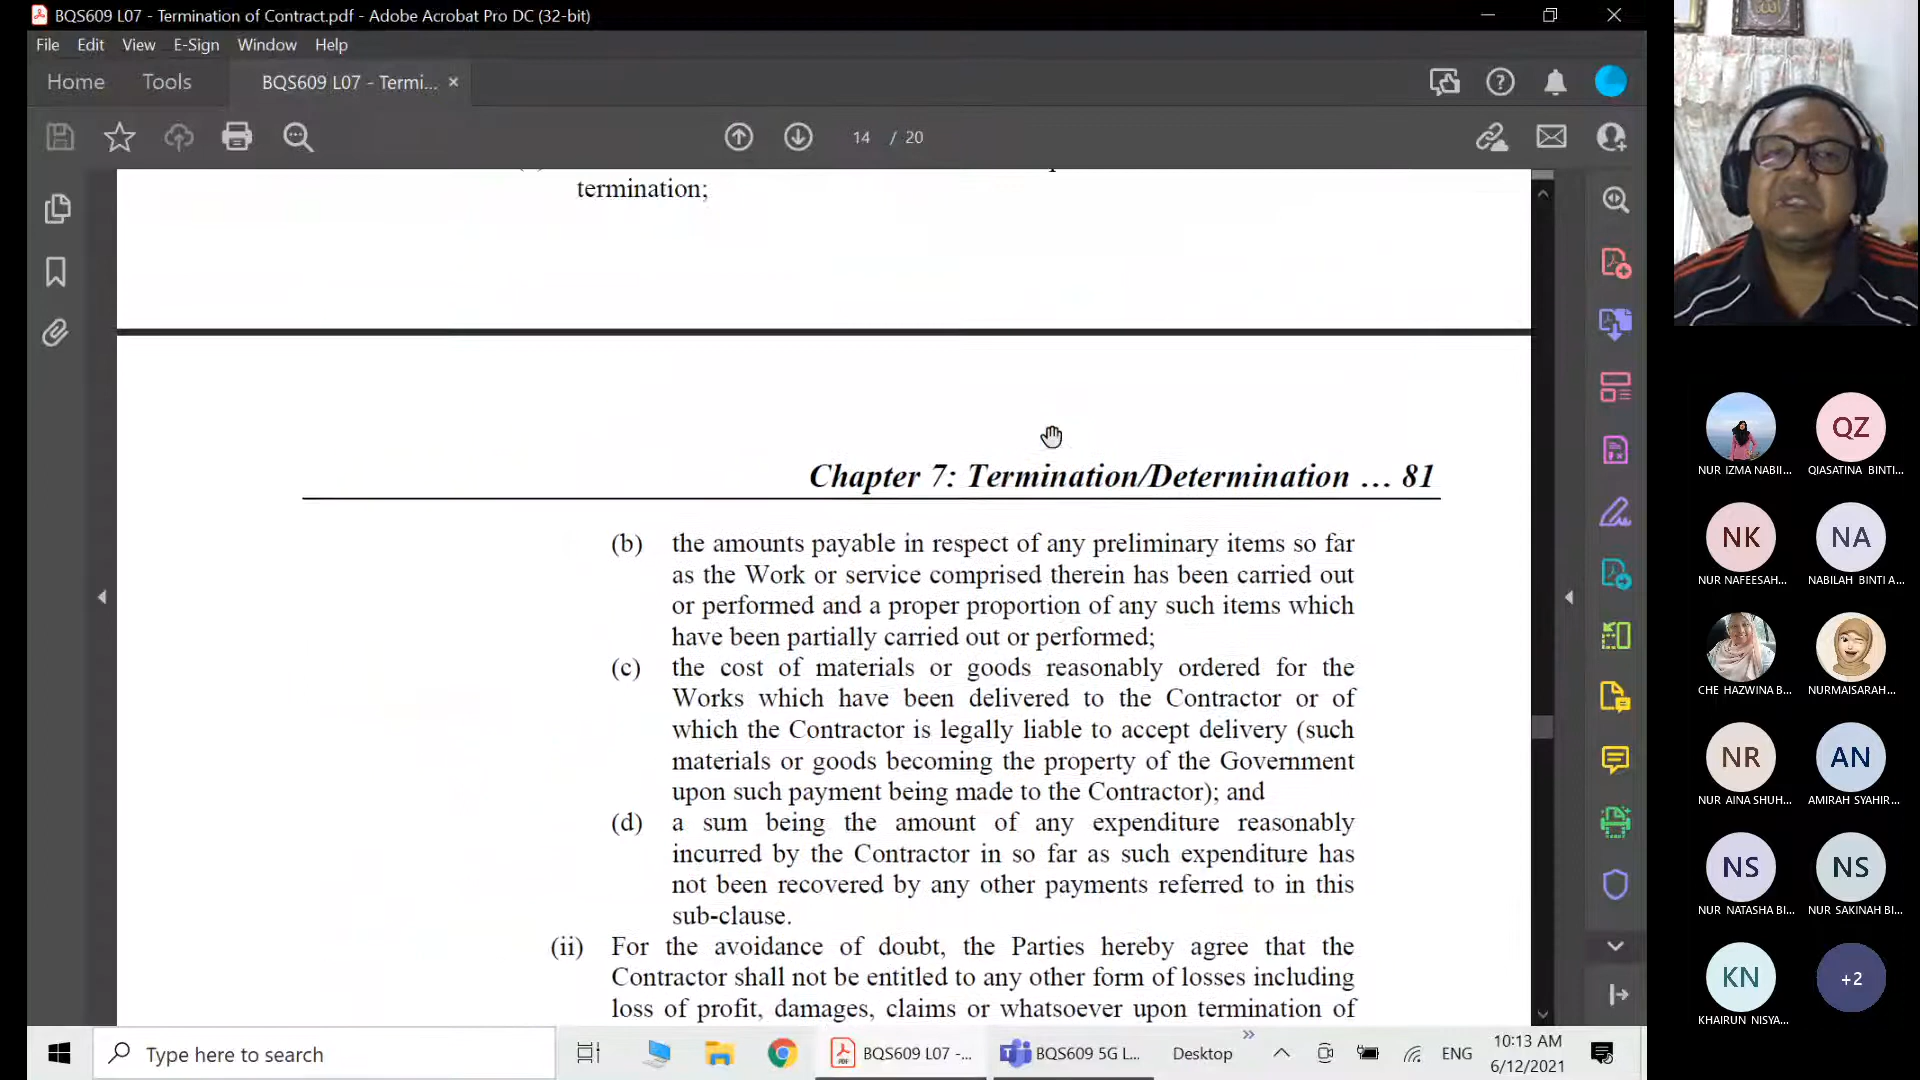 BQS609 L07 - Termination of Contract.pdf - Adobe Acrobat Pro DC (32-bit)
File Edit View E-Sign Window Help
Home Tools BQS609 L07 - Termi... ×
14 / 20
termination;
Chapter 7: Termination/Determination … 81
(b) the amounts payable in respect of any preliminary items so far
as the Work or service comprised therein has been carried out
or performed and a proper proportion of any such items which
have been partially carried out or performed;
(c) the cost of materials or goods reasonably ordered for the
Works which have been delivered to the Contractor or of
which the Contractor is legally liable to accept delivery (such
materials or goods becoming the property of the Government
upon such payment being made to the Contractor); and
(d) a sum being the amount of any expenditure reasonably
incurred by the Contractor in so far as such expenditure has
not been recovered by any other payments referred to in this
sub-clause.
(ii) For the avoidance of doubt, the Parties hereby agree that the
Contractor shall not be entitled to any other form of losses including
loss of profit, damages, claims or whatsoever upon termination of
QZ
NUR IZMA NABII... QIASATINA BINTI...
NK NA
NUR NAFEESAH... NABILAH BINTI A...
CHE HAZWINA B... NURMAISARAH...
NR AN
NUR AINA SHUH... AMIRAH SYAHIR...
NS NS
NUR NATASHA BI... NUR SAKINAH BI...
KN +2
KHAIRUN NISYA...
Type here to search
BQS609 L07 -... BQS609 5G L... Desktop
ENG
10:13 AM
6/12/2021